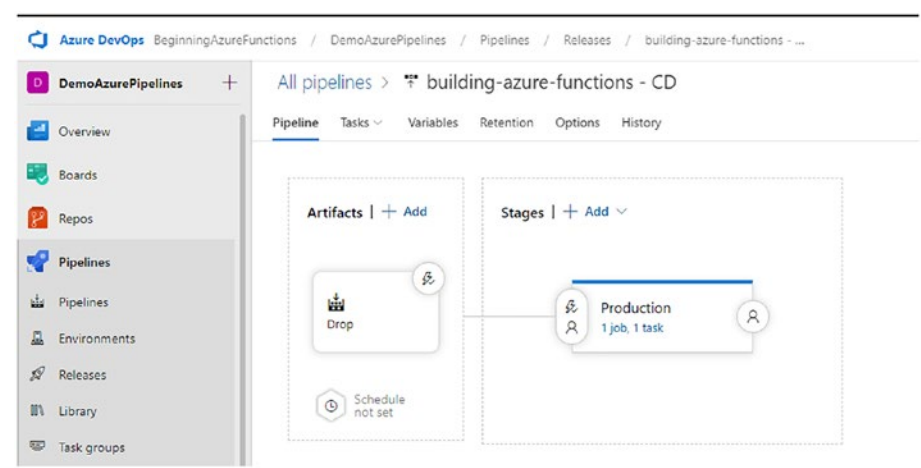 Azure DevOps BeginningAzureFunctions / DemoAzurePipelines / Pipelines / Releases / building-azure-functions - ...
D DemoAzurePipelines +
Overview
Boards
Repos
Pipelines
Pipelines
Environments
Releases
Library
Task groups
All pipelines > building-azure-functions - CD
Pipeline Tasks Variables Retention Options History
Artifacts | + Add
Drop
Schedule
not set
Stages | + Add
Production
1 job, 1 task